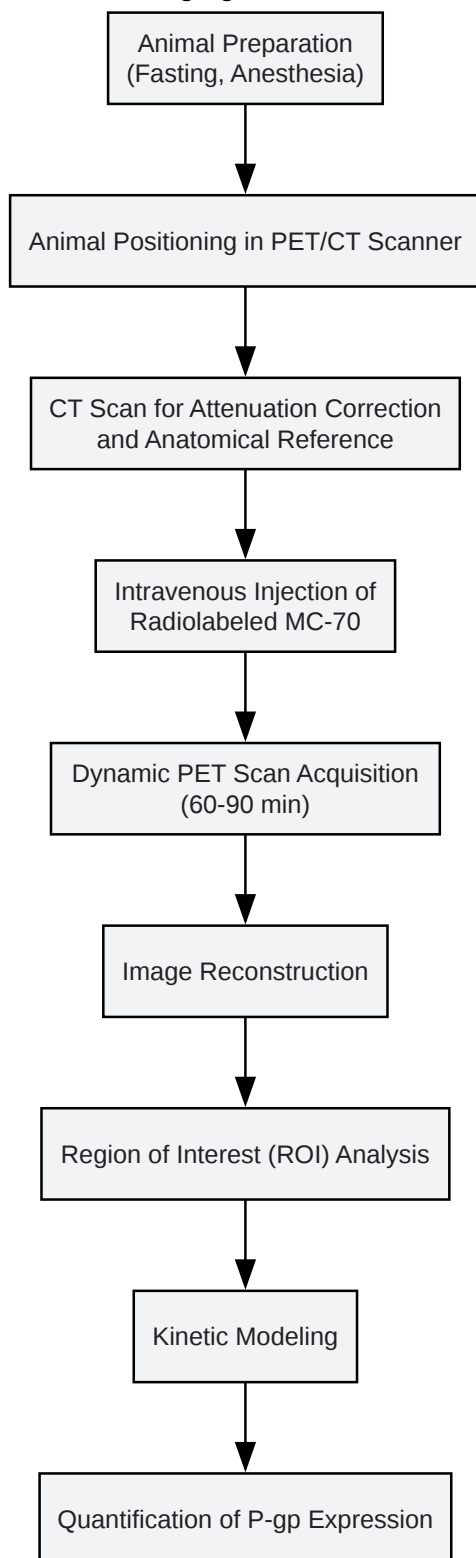 Animal Preparation
(Fasting, Anesthesia)
Animal Positioning in PET/CT Scanner
CT Scan for Attenuation Correction
and Anatomical Reference
Intravenous Injection of
Radiolabeled MC-70
Dynamic PET Scan Acquisition
(60-90 min)
Image Reconstruction
Region of Interest (ROI) Analysis
Kinetic Modeling
Quantification of P-gp Expression